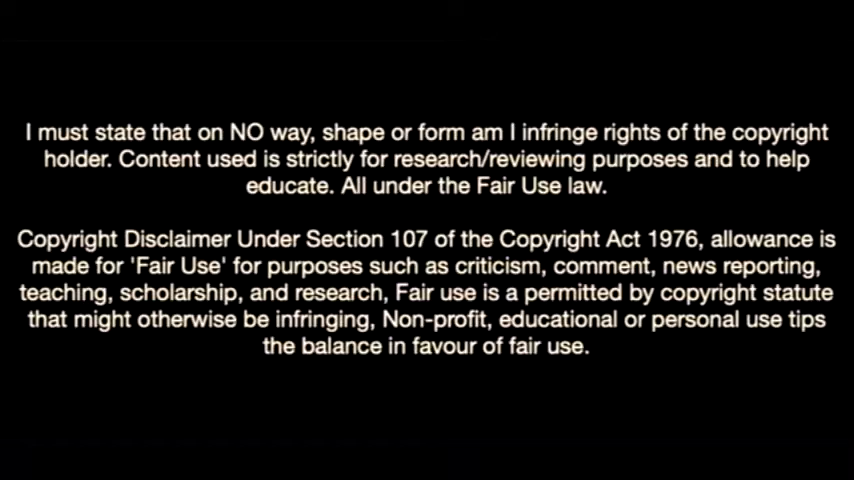 I must state that on NO way, shape or form am I infringe rights of the copyright
holder. Content used is strictly for research/reviewing purposes and to help
educate. All under the Fair Use law.
Copyright Disclaimer Under Section 107 of the Copyright Act 1976, allowance is
made for 'Fair Use' for purposes such as criticism, comment, news reporting,
teaching, scholarship, and research, Fair use is a permitted by copyright statute
that might otherwise be infringing, Non-profit, educational or personal use tips
the balance in favour of fair use.